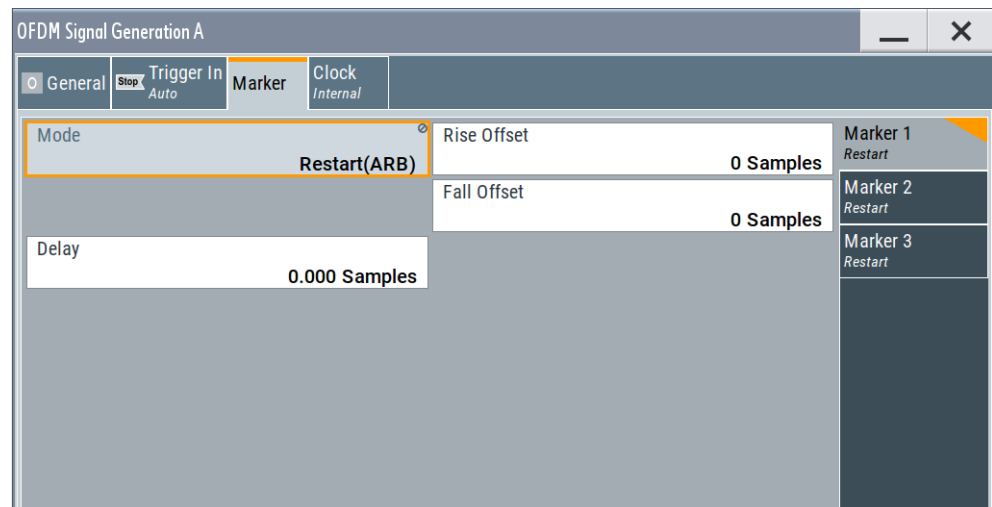 OFDM Signal Generation A
General
Stop Trigger In
Auto
Marker
Clock
Internal
Mode
Restart(ARB)
Rise Offset
0 Samples
Fall Offset
0 Samples
Delay
0.000 Samples
Marker 1
Restart
Marker 2
Restart
Marker 3
Restart